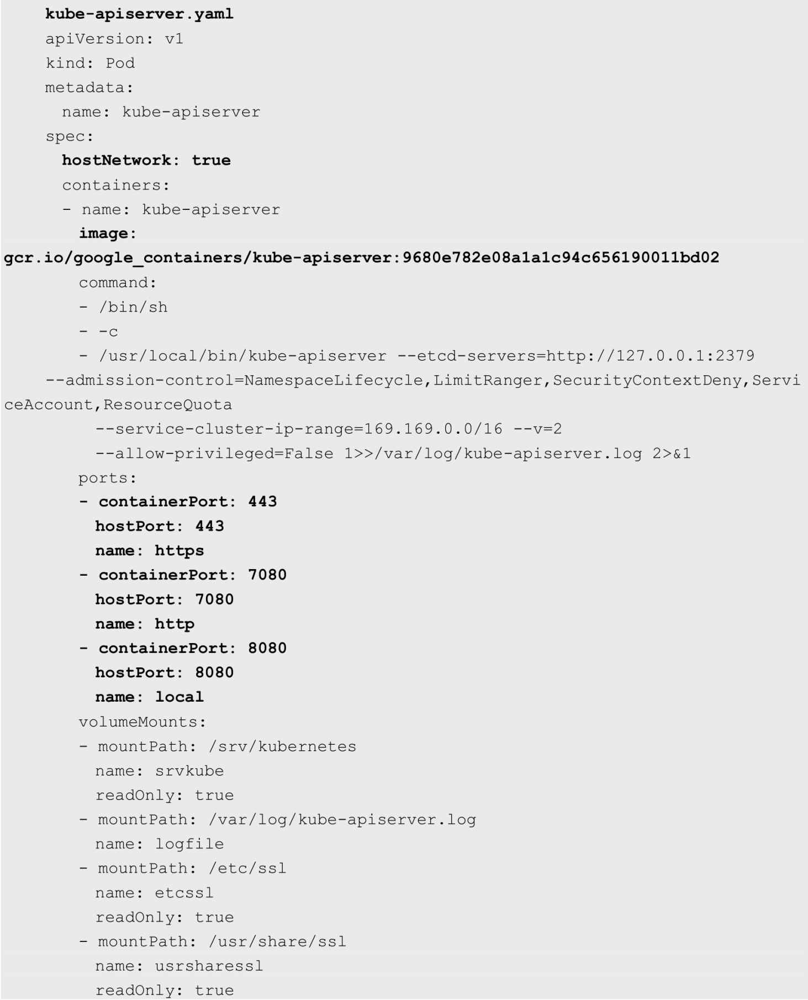 kube-apiserver.yaml
apiVersion: v1
kind: Pod
metadata:
  name: kube-apiserver
spec:
  hostNetwork: true
  containers:
  - name: kube-apiserver
    image:
gcr.io/google_containers/kube-apiserver:9680e782e08a1a1c94c656190011bd02
    command:
    - /bin/sh
    - -c
    - /usr/local/bin/kube-apiserver --etcd-servers=http://127.0.0.1:2379
--admission-control=NamespaceLifecycle,LimitRanger,SecurityContextDeny,Servi
ceAccount,ResourceQuota
      --service-cluster-ip-range=169.169.0.0/16 --v=2
      --allow-privileged=False 1>>/var/log/kube-apiserver.log 2>&1
    ports:
    - containerPort: 443
      hostPort: 443
      name: https
    - containerPort: 7080
      hostPort: 7080
      name: http
    - containerPort: 8080
      hostPort: 8080
      name: local
    volumeMounts:
    - mountPath: /srv/kubernetes
      name: srvkube
      readOnly: true
    - mountPath: /var/log/kube-apiserver.log
      name: logfile
    - mountPath: /etc/ssl
      name: etcssl
      readOnly: true
    - mountPath: /usr/share/ssl
      name: usrsharessl
      readOnly: true